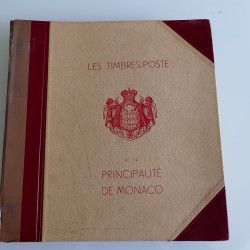 LES TIMBRES-POSTE
DE LA
PRINCIPAUTÉ
DE MONACO